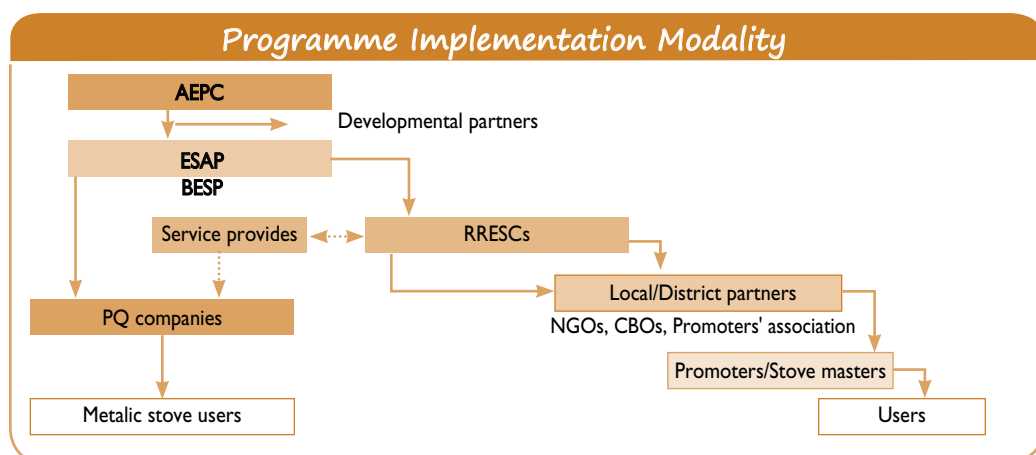 Programme Implementation Modality
AEPC
Developmental partners
ESAP
BESP
Service provides
RRESCs
Local/District partners
PQ companies
NGOs, CBOs, Promoters' association
Promoters/Stove masters
Metalic stove users
Users